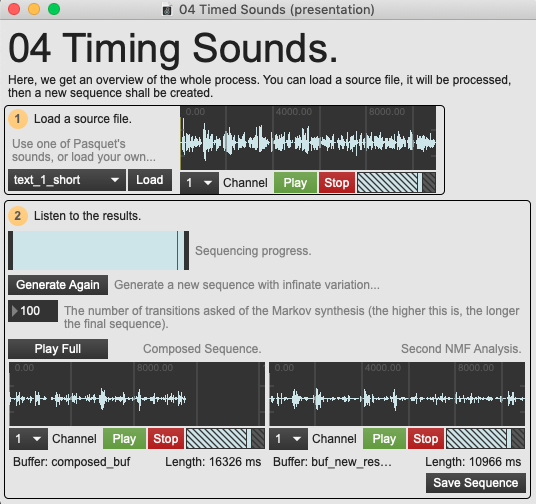 04 Timed Sounds (presentation)
04 Timing Sounds.
Here, we get an overview of the whole process. You can load a source file, it will be processed,
then a new sequence shall be created.
1 Load a source file.
Use one of Pasquet's
sounds, or load your own...
text_1_short Load
0.00 4000.00 6000.00
1 Channel Play Stop
2 Listen to the results.
Sequencing progress.
Generate Again Generate a new sequence with infinate variation...
100 The number of transitions asked of the Markov synthesis (the higher this is, the longer
the final sequence).
Play Full Composed Sequence. Second NMF Analysis.
0.00 6000.00 0.00 4000.00 8000.00
1 Channel Play Stop 1 Channel Play Stop
Buffer: composed_buf Length: 16326 ms Buffer: buf_new_res… Length: 10966 ms
Save Sequence